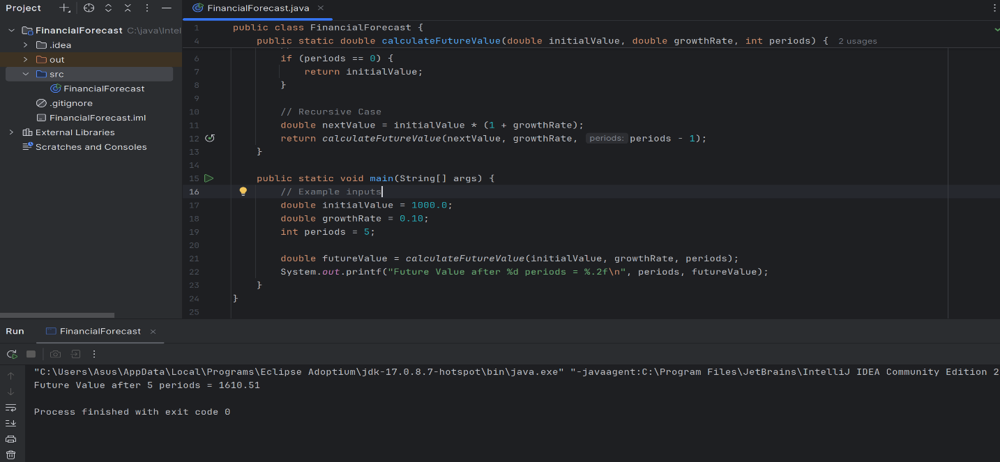 Project
FinancialForecast C:\java\Intel
.idea
out
src
FinancialForecast
.gitignore
FinancialForecast.iml
External Libraries
Scratches and Consoles
FinancialForecast.java
1 public class FinancialForecast {
4 public static double calculateFutureValue(double initialValue, double growthRate, int periods) { 2 usages
6 if (periods == 0) {
7 return initialValue;
8 }
9
10 // Recursive Case
11 double nextValue = initialValue * (1 + growthRate);
12 return calculateFutureValue(nextValue, growthRate, periods: periods - 1);
13 }
14
15 public static void main(String[] args) {
16 // Example inputs
17 double initialValue = 1000.0;
18 double growthRate = 0.10;
19 int periods = 5;
20
21 double futureValue = calculateFutureValue(initialValue, growthRate, periods);
22 System.out.printf("Future Value after %d periods = %.2f\n", periods, futureValue);
23 }
24 }
25
Run FinancialForecast
"C:\Users\Asus\AppData\Local\Programs\Eclipse Adoptium\jdk-17.0.8.7-hotspot\bin\java.exe" "-javaagent:C:\Program Files\JetBrains\IntelliJ IDEA Community Edition 2
Future Value after 5 periods = 1610.51
Process finished with exit code 0